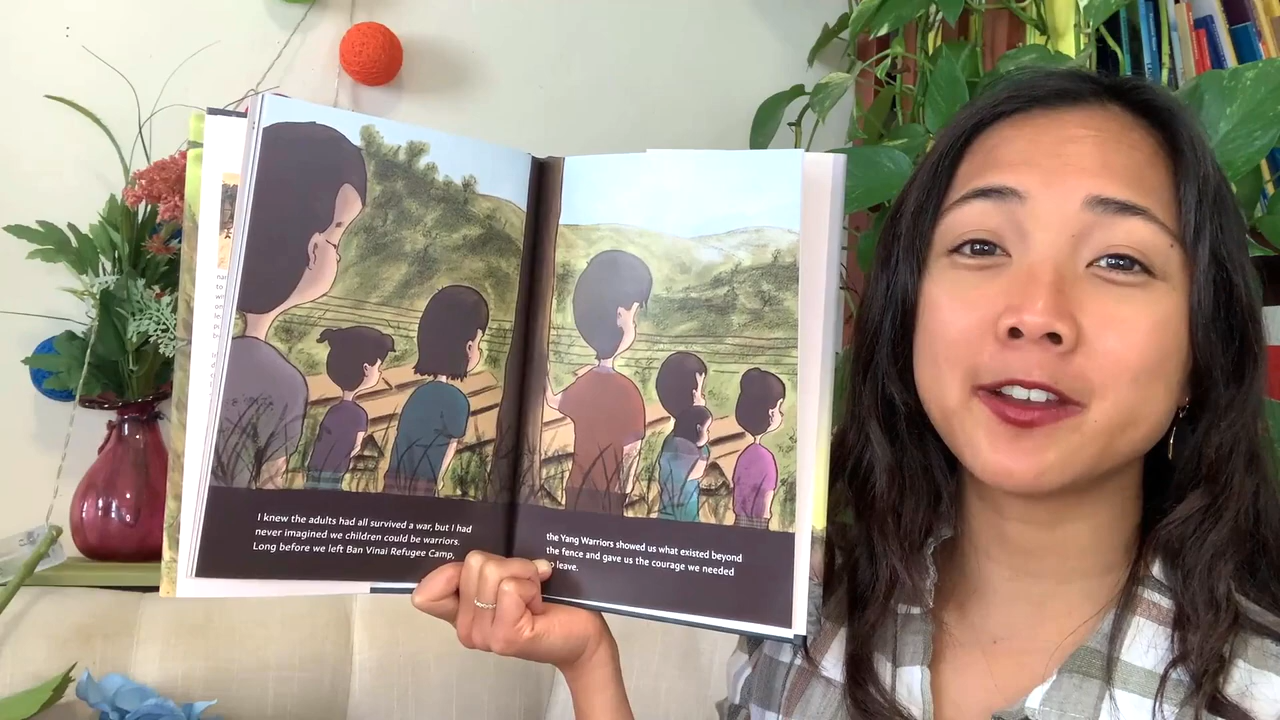 I knew the adults had all survived a war, but I had
never imagined we children could be warriors.
Long before we left Ban Vinai Refugee Camp,
the Yang Warriors showed us what existed beyond
the fence and gave us the courage we needed
leave.